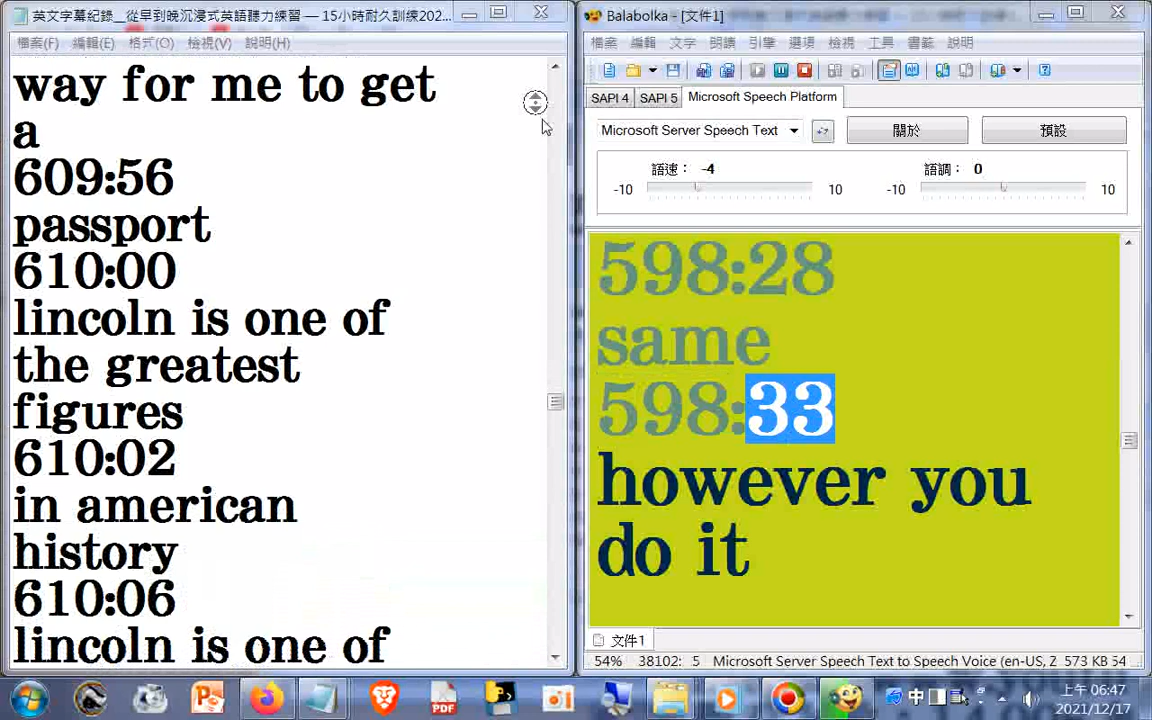 英文字幕紀錄__從早到晚沉浸式英語聽力練習 — 15小時耐久訓練202...
檔案(F) 編輯(E) 格式(O) 檢視(V) 說明(H)
way for me to get
a
609:56
passport
610:00
lincoln is one of
the greatest
figures
610:02
in american
history
610:06
lincoln is one of
Balabolka - [文件1]
檔案 編輯 文字 朗讀 引擎 選項 檢視 工具 書籤 說明
SAPI 4 SAPI 5 Microsoft Speech Platform
Microsoft Server Speech Text 關於 預設
語速： -4 語調： 0
-10 10 -10 10
598:28
same
598:33
however you
do it
文件1
54% 38102: 5 Microsoft Server Speech Text to Speech Voice (en-US, Z 573 KB 54
PDF
中
上午 06:47
2021/12/17